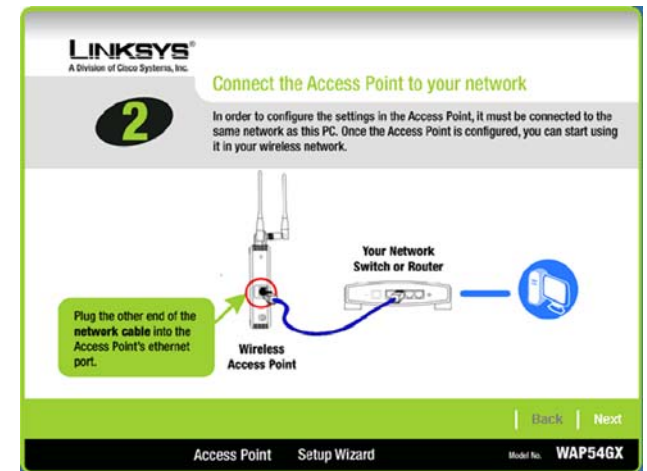 LINKSYS®
A Division of Cisco Systems, Inc.
Connect the Access Point to your network
2
In order to configure the settings in the Access Point, it must be connected to the
same network as this PC. Once the Access Point is configured, you can start using
it in your wireless network.
Your Network
Switch or Router
Plug the other end of the
network cable into the
Access Point's ethernet
port.
Wireless
Access Point
Back
Next
Access Point Setup Wizard
Model No. WAP54GX